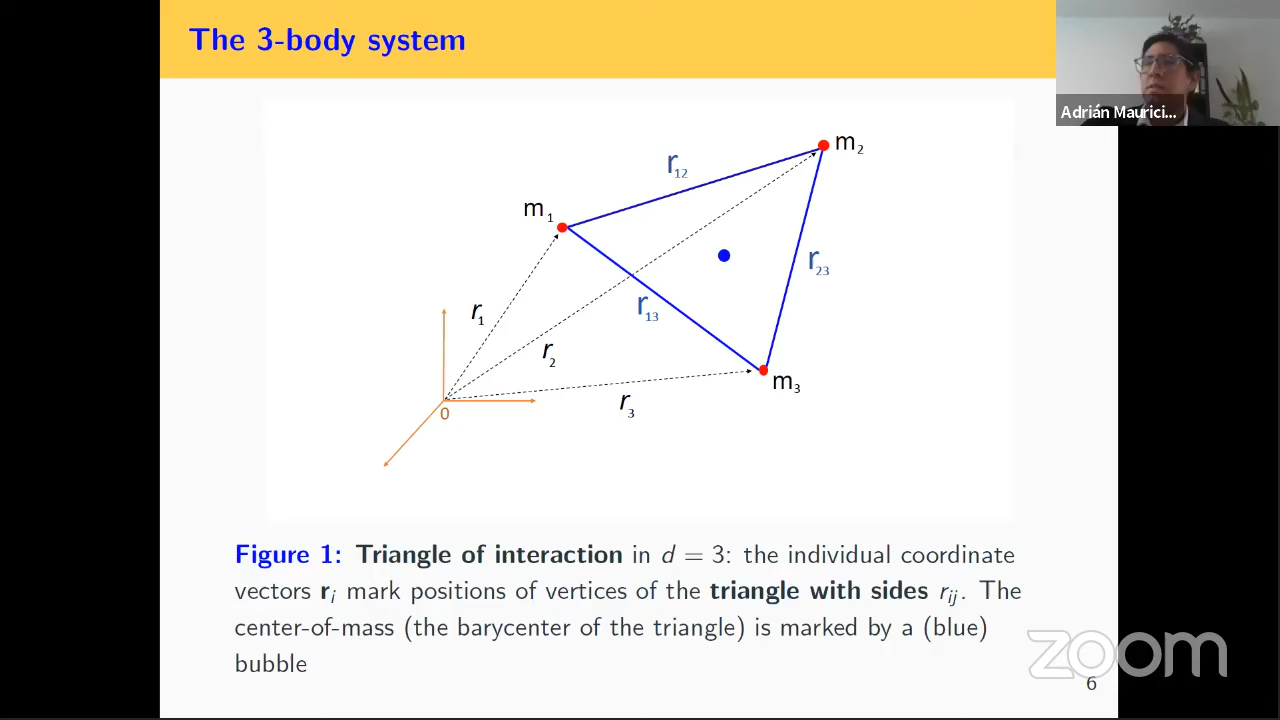 The 3-body system
Adrián Maurici...
m2
r12
m1
r23
r1
r13
r2
m3
r3
0
Figure 1: Triangle of interaction in d = 3: the individual coordinate
vectors ri mark positions of vertices of the triangle with sides rij. The
center-of-mass (the barycenter of the triangle) is marked by a (blue)
bubble
zoom
6